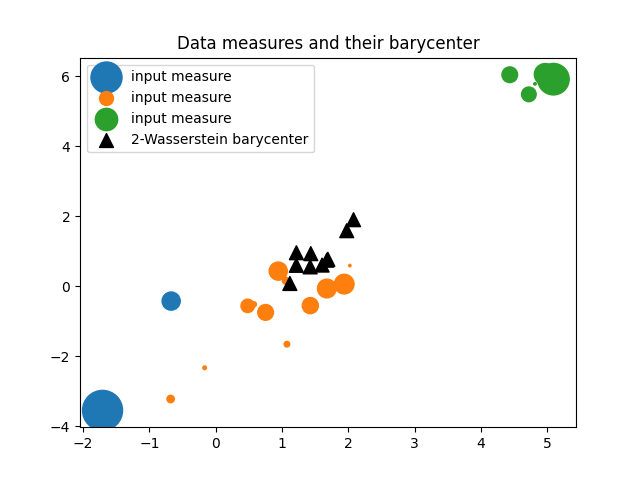 Data measures and their barycenter
input measure
input measure
input measure
2-Wasserstein barycenter
6
4
2
0
−2
−4
−2 −1 0 1 2 3 4 5